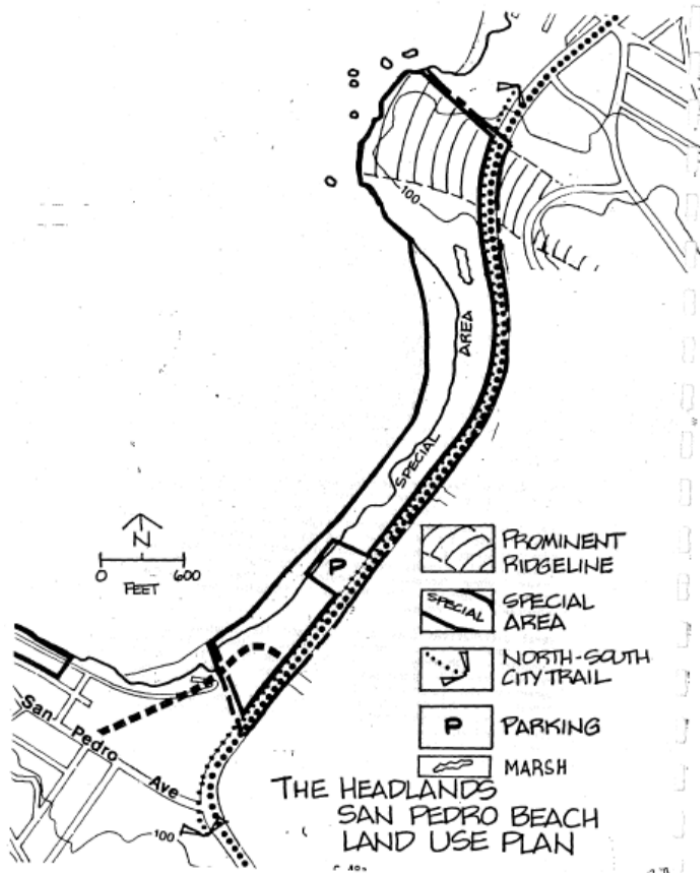 100
AREA
SPECIAL
N
0 600
FEET
P
San Pedro Ave
100
PROMINENT
RIDGELINE
SPECIAL
SPECIAL
AREA
NORTH-SOUTH
CITY TRAIL
P
PARKING
MARSH
THE HEADLANDS
SAN PEDRO BEACH
LAND USE PLAN